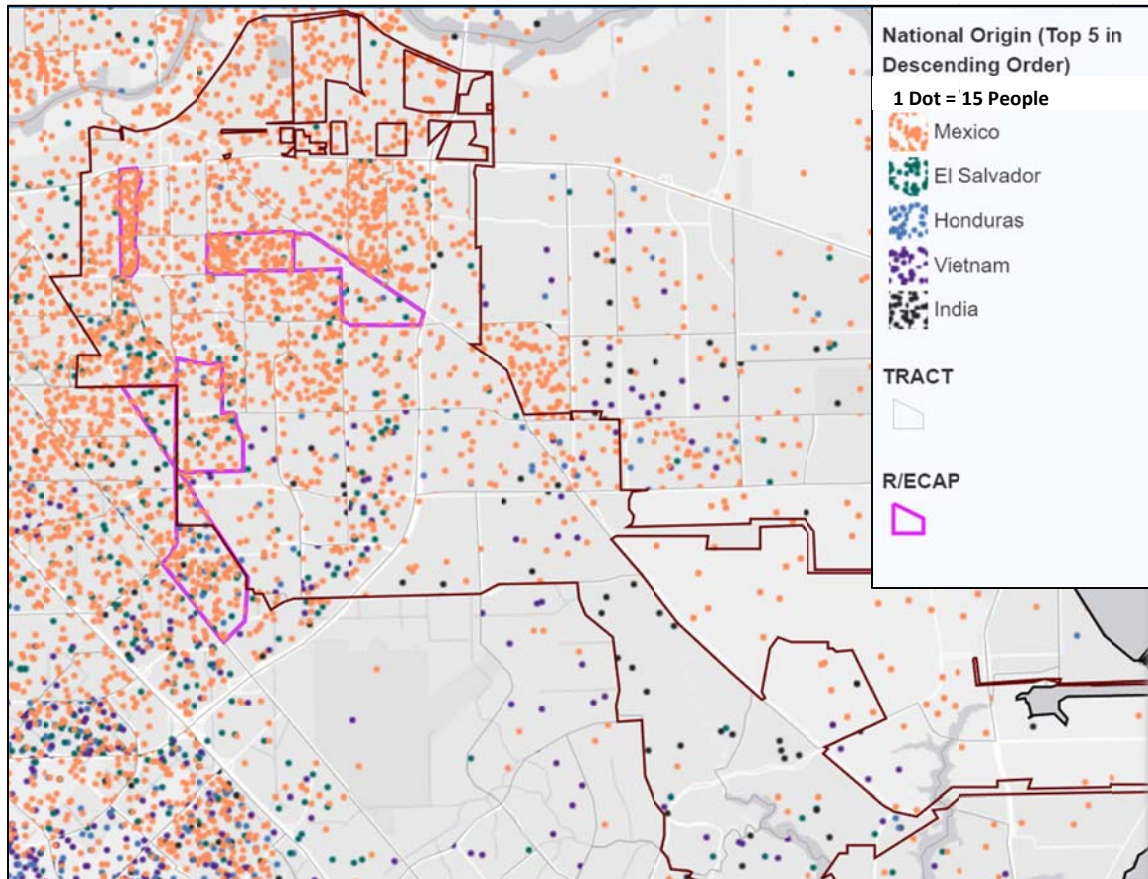 National Origin (Top 5 in
Descending Order)
1 Dot = 15 People
Mexico
El Salvador
Honduras
Vietnam
India
TRACT
R/ECAP